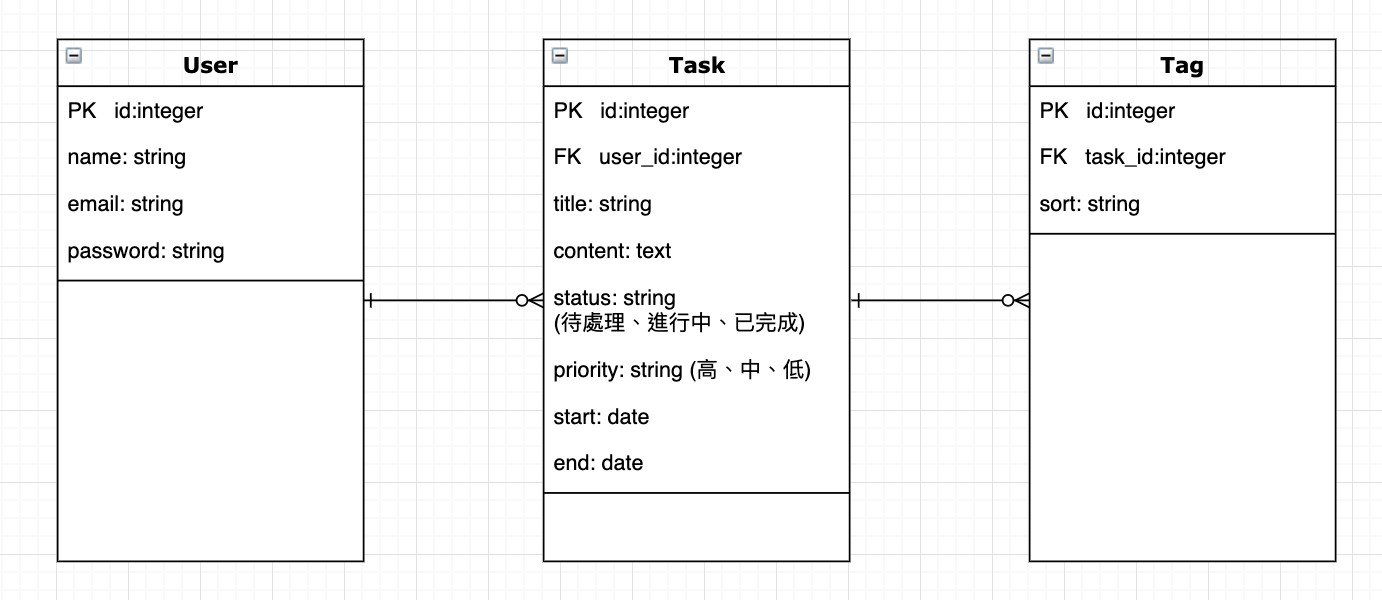 User
PK id:integer
name: string
email: string
password: string
Task
PK id:integer
FK user_id:integer
title: string
content: text
status: string
(待處理、進行中、已完成)
priority: string (高、中、低)
start: date
end: date
Tag
PK id:integer
FK task_id:integer
sort: string